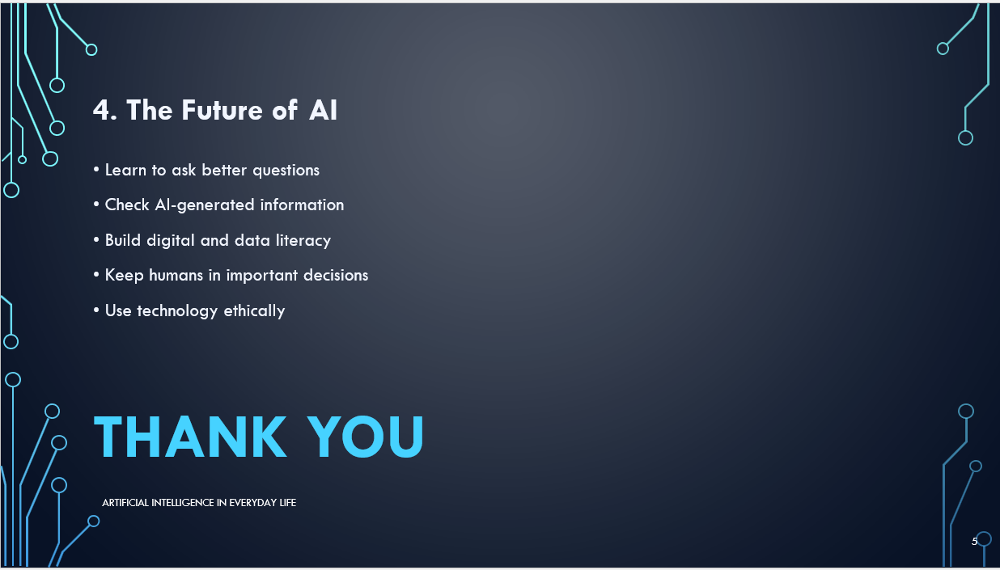 4. The Future of AI
• Learn to ask better questions
• Check AI-generated information
• Build digital and data literacy
• Keep humans in important decisions
• Use technology ethically
THANK YOU
ARTIFICIAL INTELLIGENCE IN EVERYDAY LIFE
5